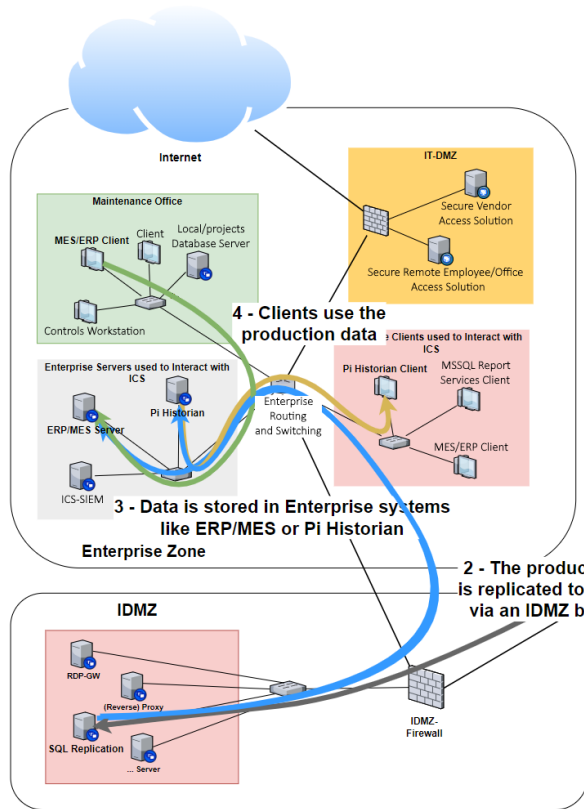 Internet
IT-DMZ
Secure Vendor
Access Solution
Secure Remote Employee/Office
Access Solution
Maintenance Office
MES/ERP Client
Client
Local/projects
Database Server
Controls Workstation
4 - Clients use the
production data
Enterprise Servers used to Interact with
ICS
ERP/MES Server
Pi Historian
ICS-SIEM
Enterprise
Routing
and Switching
Clients used to Interact with
ICS
Pi Historian Client
MSSQL Report
Services Client
MES/ERP Client
3 - Data is stored in Enterprise systems
like ERP/MES or Pi Historian
Enterprise Zone
2 - The
is replicated to
via an IDMZ
IDMZ
RDP-GW
(Reverse) Proxy
SQL Replication
... Server
IDMZ-
Firewall